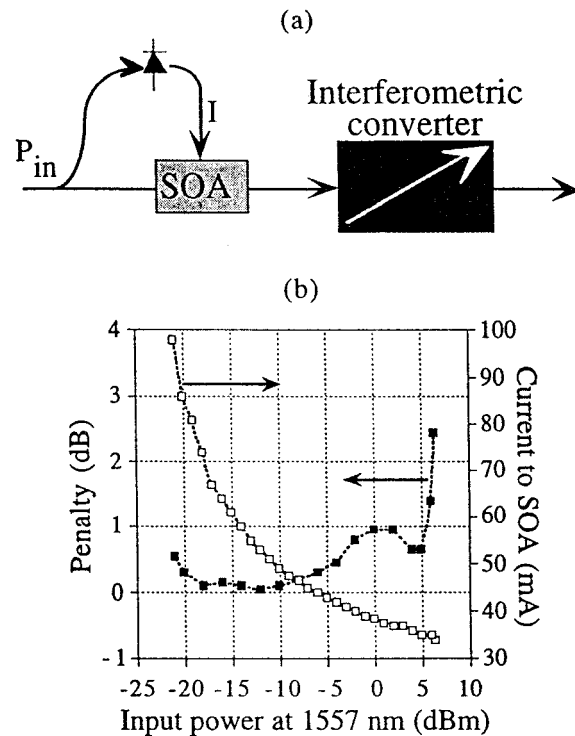 (a)
I
Interferometric
converter
P_in
SOA
(b)
4
3
2
1
0
-1
Penalty (dB)
100
90
80
70
60
50
40
30
Current to SOA (mA)
-25 -20 -15 -10 -5 0 5 10
Input power at 1557 nm (dBm)